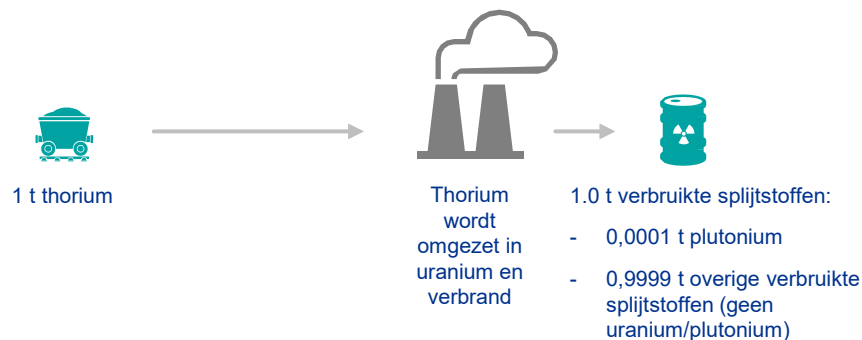 1 t thorium
Thorium
wordt
omgezet in
uranium en
verbrand
1.0 t verbruikte splijtstoffen:
- 0,0001 t plutonium
- 0,9999 t overige verbruikte
splijtstoffen (geen
uranium/plutonium)